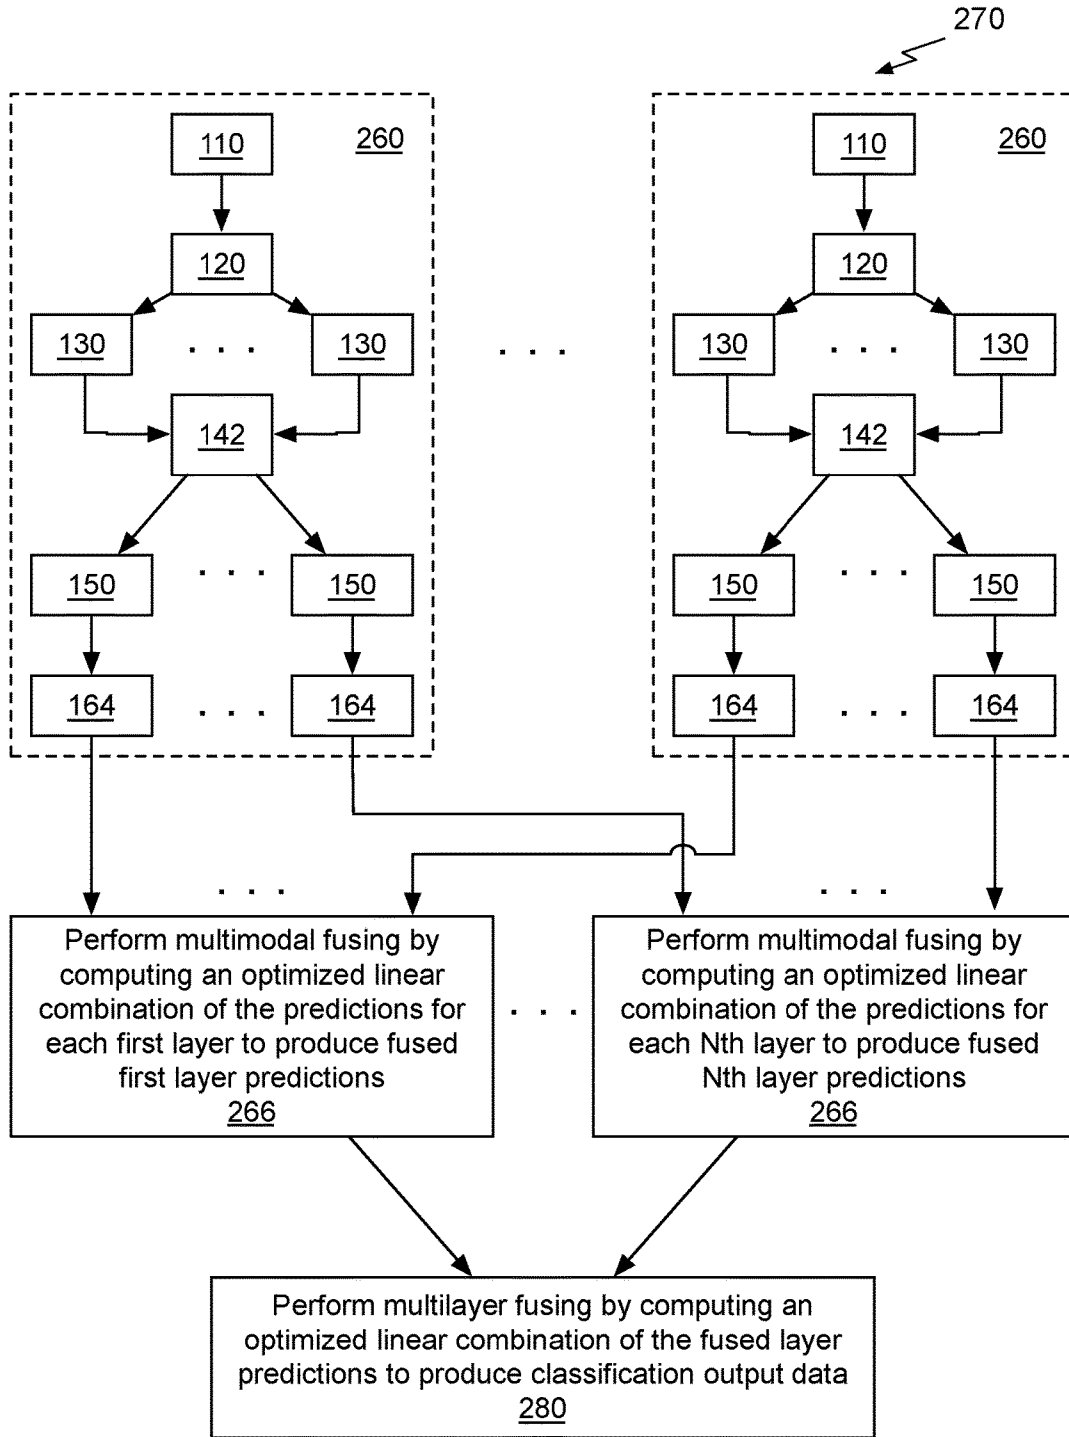 270
110
260
110
260
120
120
130
. . .
130
. . .
130
. . .
130
142
142
150
. . .
150
150
. . .
150
164
. . .
164
164
. . .
164
. . .
. . .
Perform multimodal fusing by
computing an optimized linear
combination of the predictions for
each first layer to produce fused
first layer predictions
266
. . .
Perform multimodal fusing by
computing an optimized linear
combination of the predictions for
each Nth layer to produce fused
Nth layer predictions
266
Perform multilayer fusing by computing an
optimized linear combination of the fused layer
predictions to produce classification output data
280